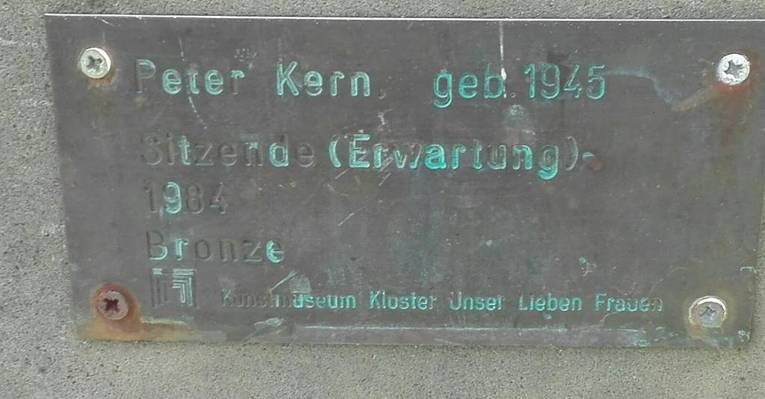 Peter Kern, geb. 1945
Sitzende (Erwartung)-
1984
Bronze
Kunstmuseum Kloster Unser Lieben Frauen